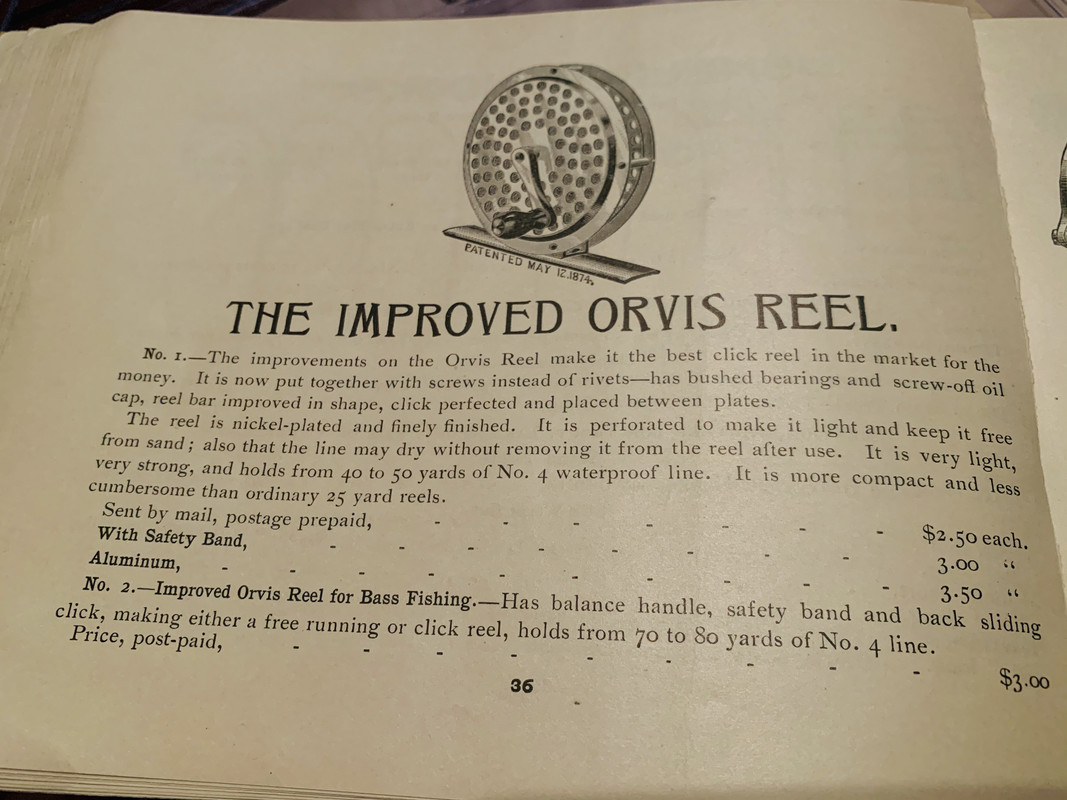 PATENTED MAY 12.1874.
THE IMPROVED ORVIS REEL.
No. 1.—The improvements on the Orvis Reel make it the best click reel in the market for the
money. It is now put together with screws instead of rivets—has bushed bearings and screw-off oil
cap, reel bar improved in shape, click perfected and placed between plates.
The reel is nickel-plated and finely finished. It is perforated to make it light and keep it free
from sand; also that the line may dry without removing it from the reel after use. It is very light,
very strong, and holds from 40 to 50 yards of No. 4 waterproof line. It is more compact and less
cumbersome than ordinary 25 yard reels.
Sent by mail, postage prepaid, - - - - - - - $2.50 each.
With Safety Band, - - - - - - - - 3.00 "
Aluminum, - - - - - - - - - - 3.50 "
No. 2.—Improved Orvis Reel for Bass Fishing.—Has balance handle, safety band and back sliding
click, making either a free running or click reel, holds from 70 to 80 yards of No. 4 line.
Price, post-paid, - - - - - - - - - $3.00
36